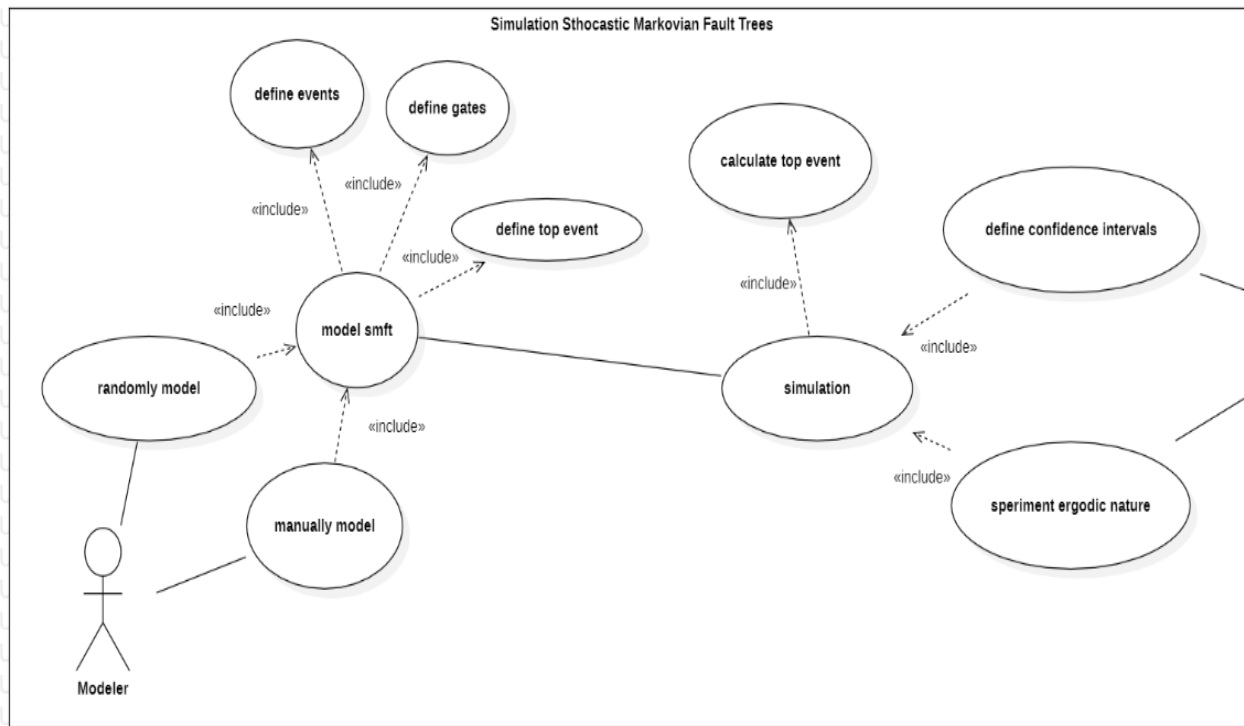 Simulation Sthocastic Markovian Fault Trees
define events
define gates
calculate top event
«include»
«include»
define top event
define confidence intervals
«include»
«include»
«include»
model smft
«include»
randomly model
simulation
«include»
«include»
manually model
speriment ergodic nature
Modeler